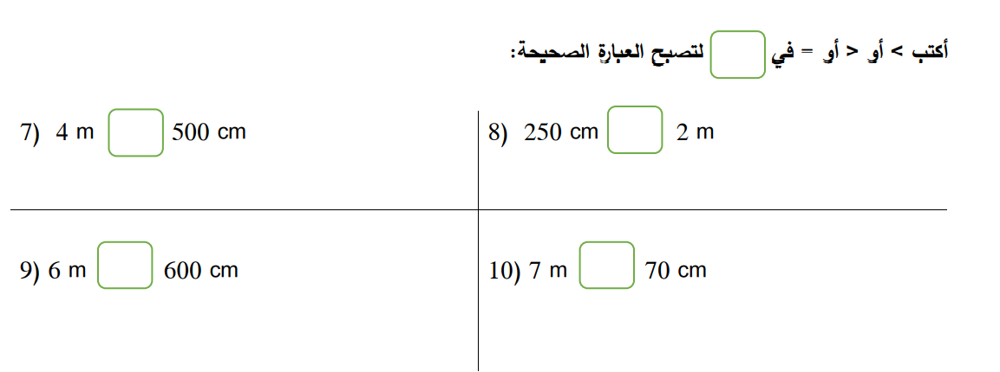 أكتب > أو < أو = في لتصبح العبارة الصحيحة:
7) 4 m 500 cm
8) 250 cm 2 m
9) 6 m 600 cm
10) 7 m 70 cm